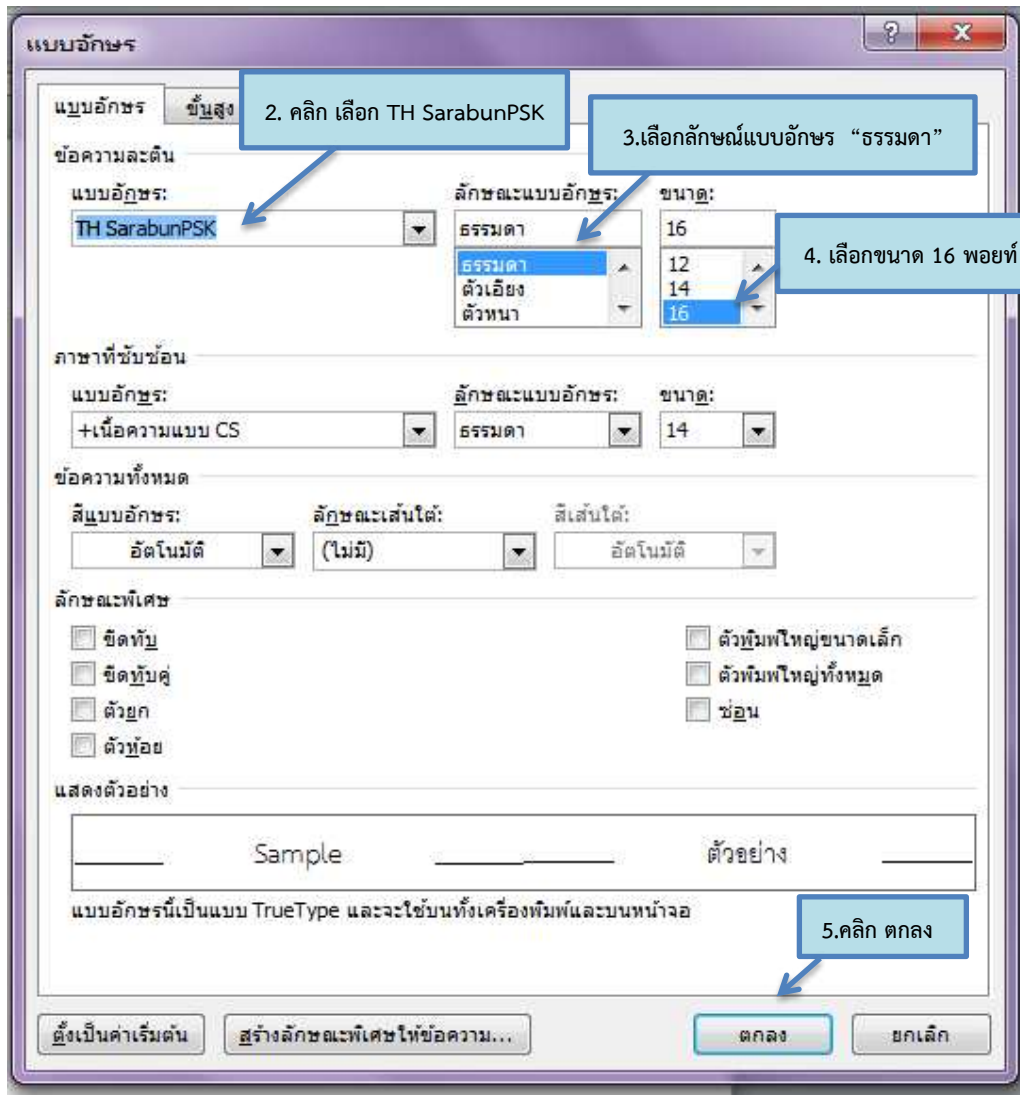 แบบอักษร
แบบอักษร ขั้นสูง
2. คลิก เลือก TH SarabunPSK
3.เลือกลักษณ์แบบอักษร “ธรรมดา”
ข้อความละติน
แบบอักษร: ลักษณะแบบอักษร: ขนาด:
TH SarabunPSK ธรรมดา 16
ธรรมดา 12
ตัวเอียง 14
ตัวหนา 16
4. เลือกขนาด 16 พอยท์
ภาษาที่ซับซ้อน
แบบอักษร: ลักษณะแบบอักษร: ขนาด:
+เนื้อความแบบ CS ธรรมดา 14
ข้อความทั้งหมด
สีแบบอักษร: ลักษณะเส้นใต้: สีเส้นใต้:
อัตโนมัติ (ไม่มี) อัตโนมัติ
ลักษณะพิเศษ
ขีดทับ ตัวพิมพ์ใหญ่ขนาดเล็ก
ขีดทับคู่ ตัวพิมพ์ใหญ่ทั้งหมด
ตัวยก ซ่อน
ตัวห้อย
แสดงตัวอย่าง
Sample ตัวอย่าง
แบบอักษรนี้เป็นแบบ TrueType และจะใช้บนทั้งเครื่องพิมพ์และบนหน้าจอ
5.คลิก ตกลง
ตั้งเป็นค่าเริ่มต้น สร้างลักษณะพิเศษให้ข้อความ... ตกลง ยกเลิก